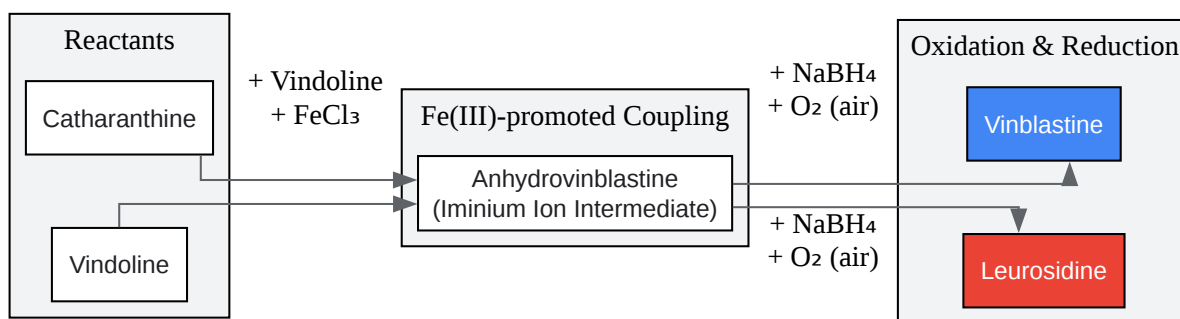 Reactants
Catharanthine
Vindoline
+ Vindoline
+ FeCl₃
Fe(III)-promoted Coupling
Anhydrovinblastine
(Iminium Ion Intermediate)
+ NaBH₄
+ O₂ (air)
+ NaBH₄
+ O₂ (air)
Oxidation & Reduction
Vinblastine
Leurosidine